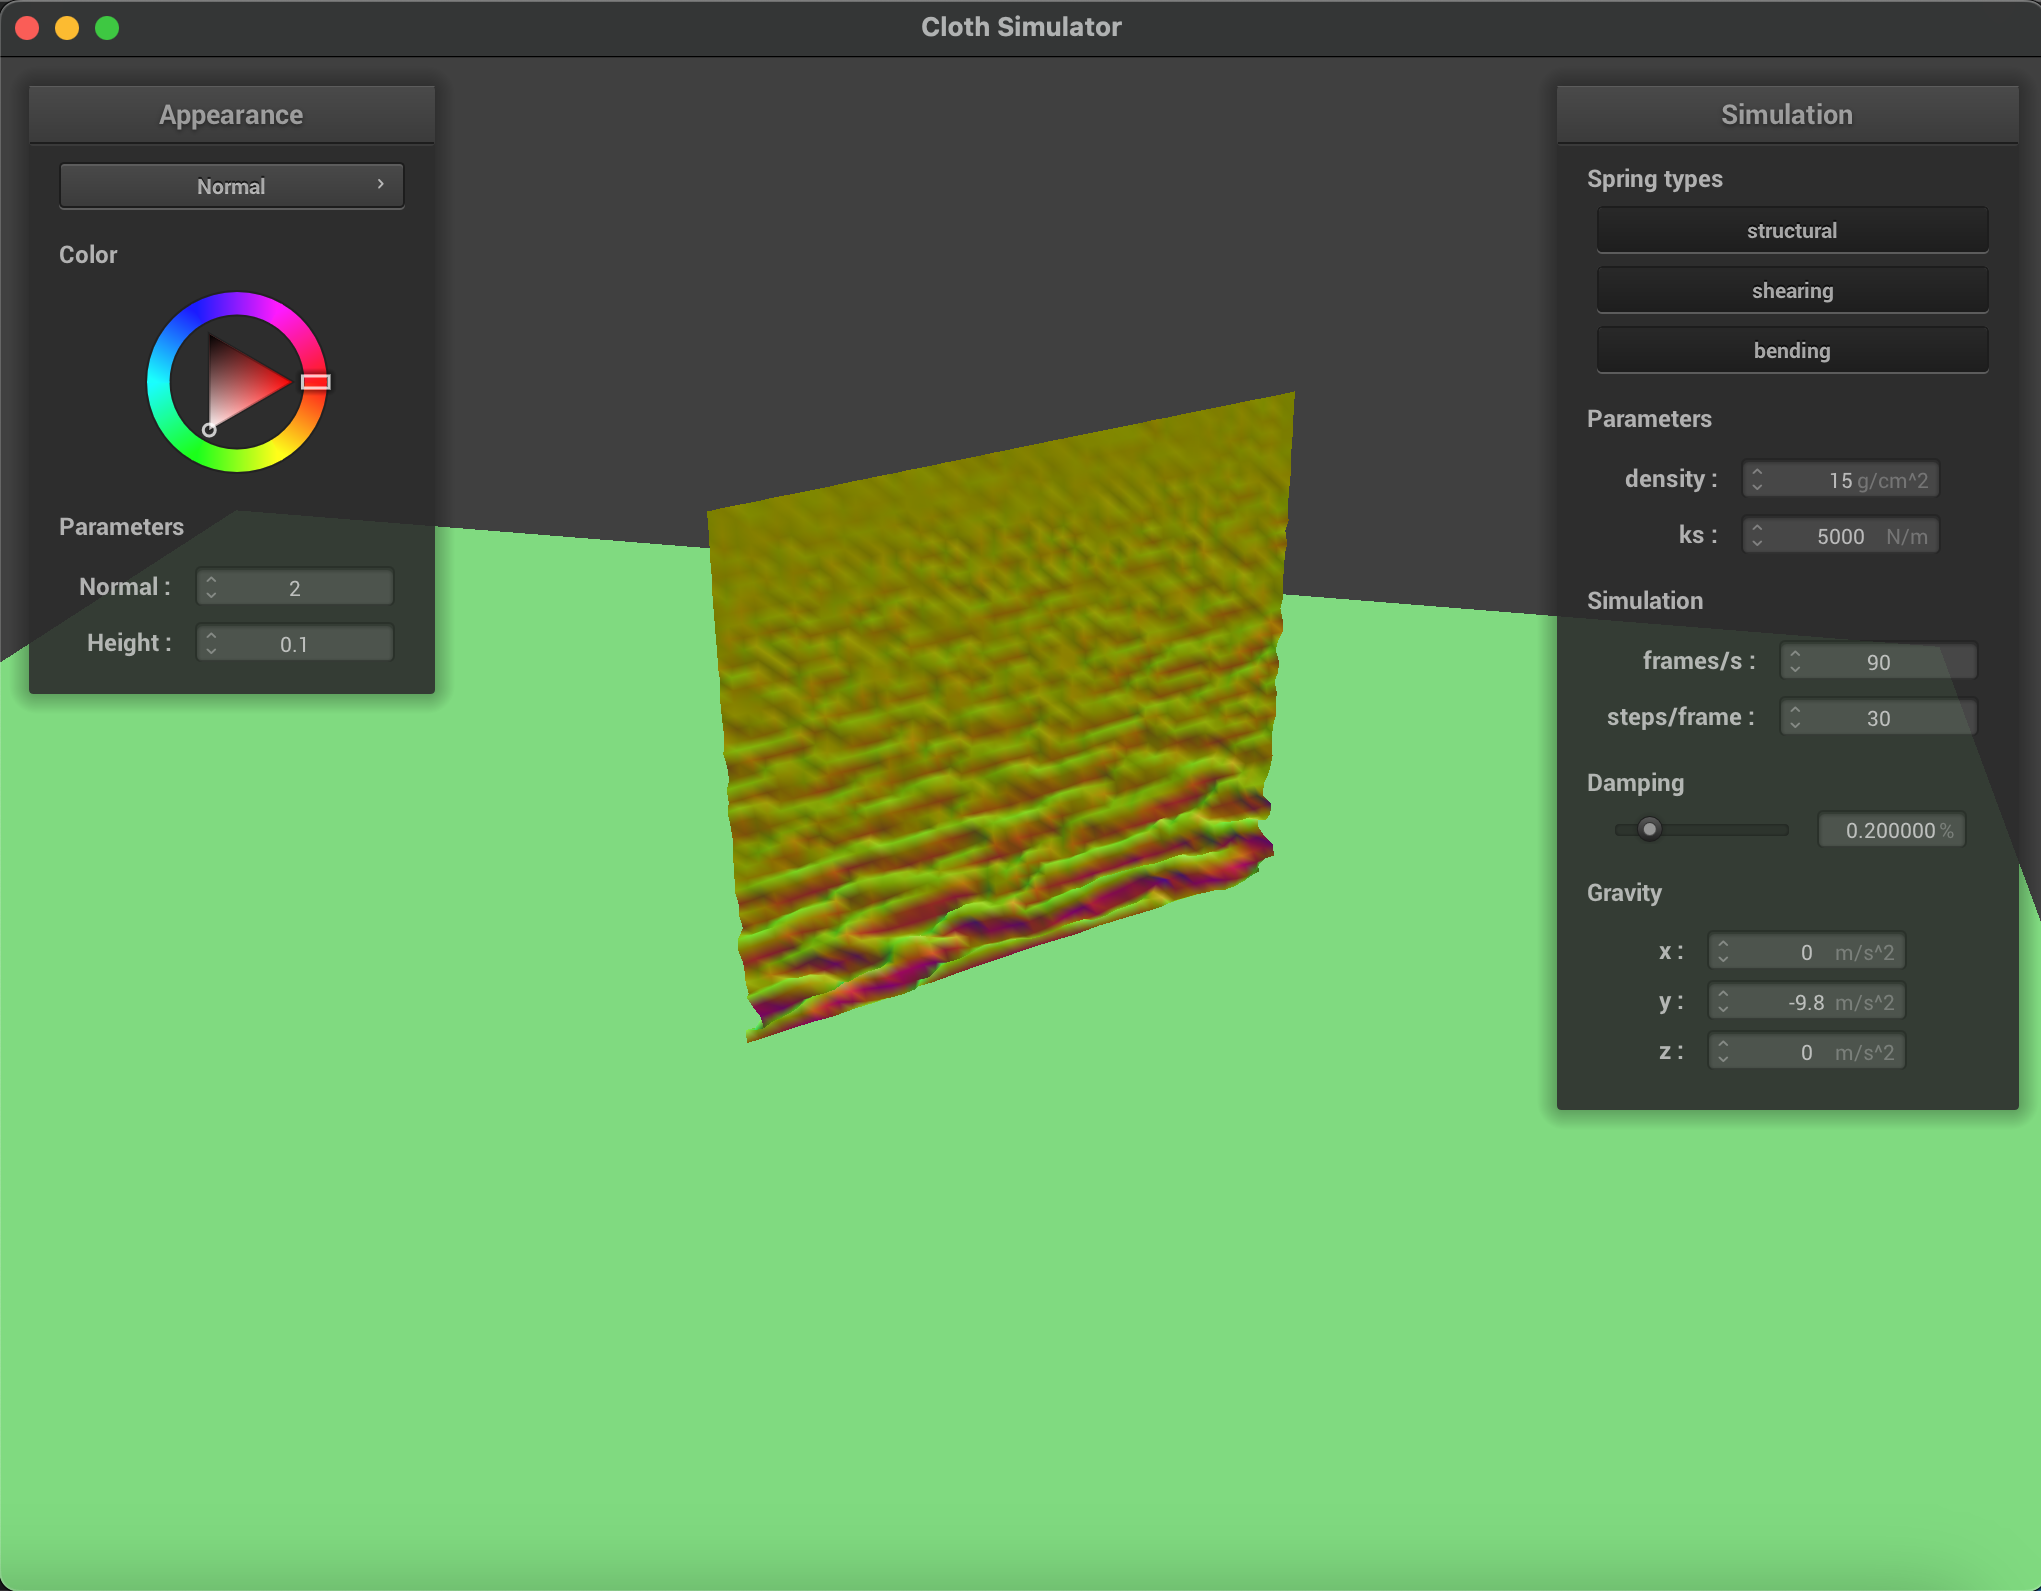 Cloth Simulator
Appearance
Normal
Color
Parameters
Normal : 2
Height : 0.1
Simulation
Spring types
structural
shearing
bending
Parameters
density : 15 g/cm^2
ks : 5000 N/m
Simulation
frames/s : 90
steps/frame : 30
Damping
0.200000 %
Gravity
x : 0 m/s^2
y : -9.8 m/s^2
z : 0 m/s^2